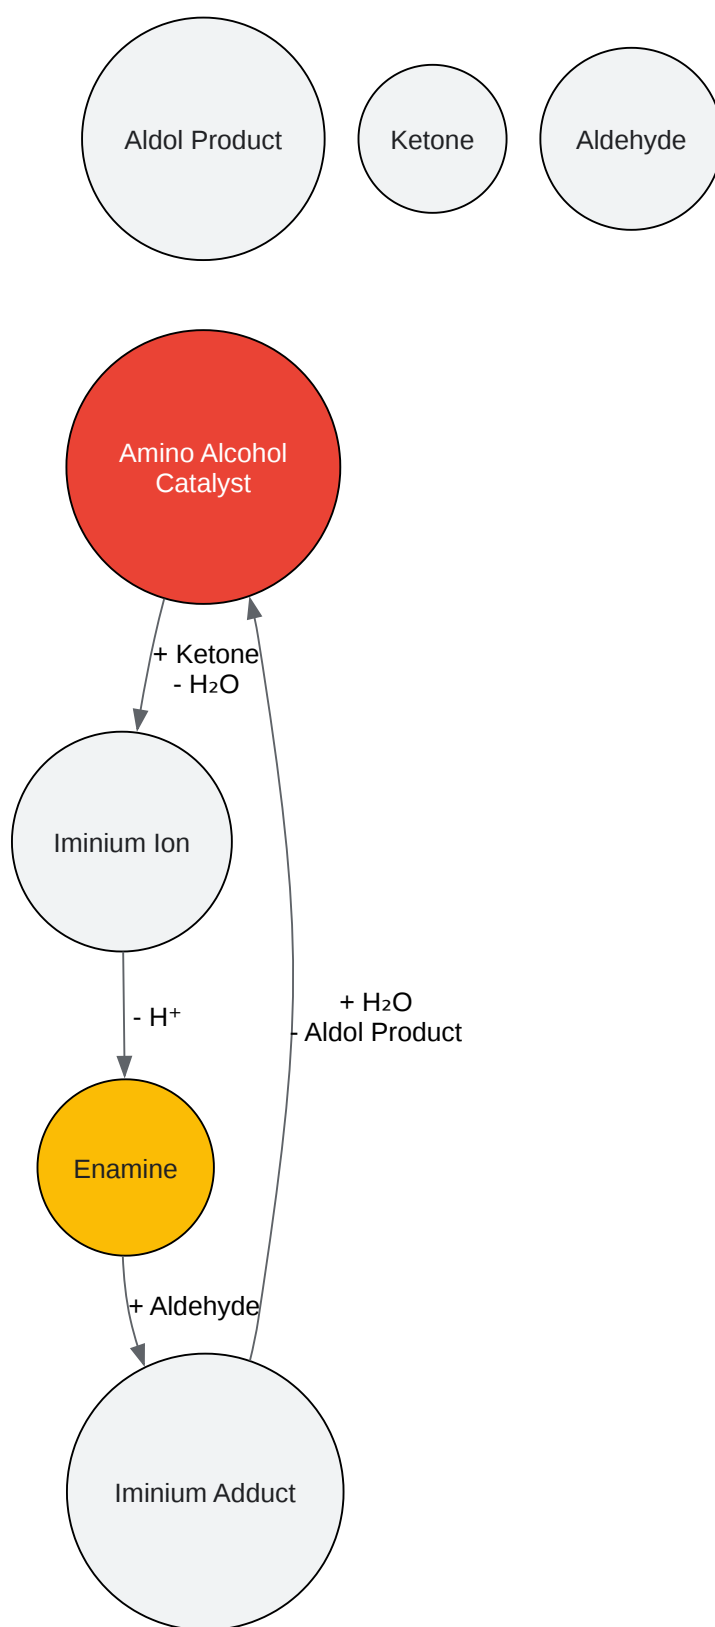 Aldol Product
Ketone
Aldehyde
Amino Alcohol
Catalyst
+ Ketone
- H₂O
Iminium Ion
- H⁺
+ H₂O
- Aldol Product
Enamine
+ Aldehyde
Iminium Adduct